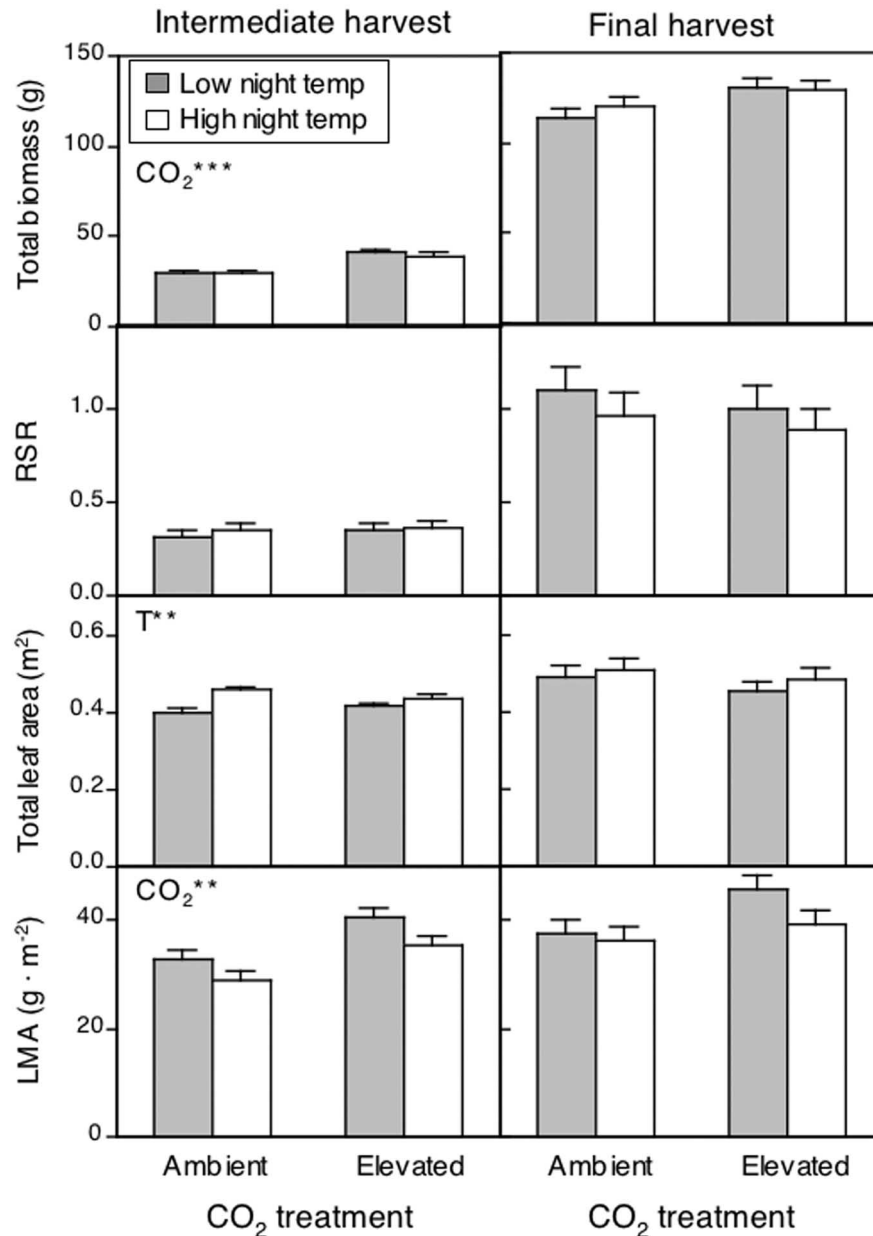 Intermediate harvest
Final harvest
Total biomass (g)
150
100
50
0
Low night temp
High night temp
CO₂***
RSR
1.0
0.5
0.0
Total leaf area (m²)
0.6
0.4
0.2
0.0
T**
LMA (g · m⁻²)
40
20
0
CO₂**
Ambient
Elevated
Ambient
Elevated
CO₂ treatment
CO₂ treatment